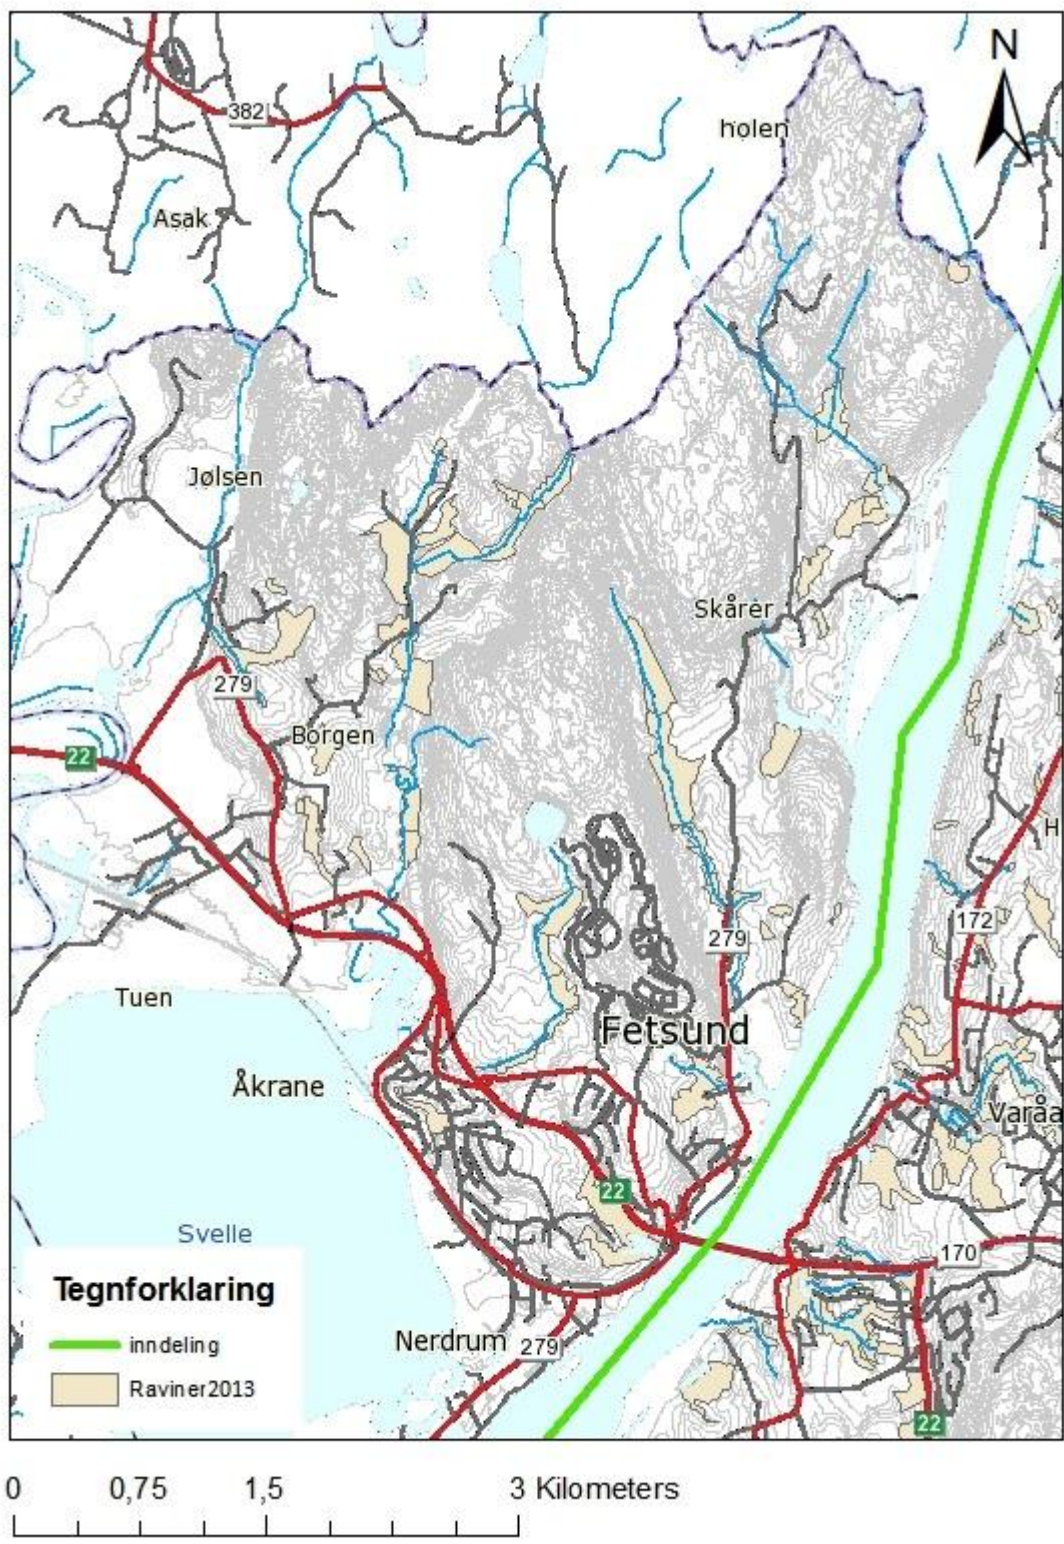 N
382
holen
Asak
Jølsen
Skårer
279
Borgen
22
H
172
279
Tuen
Fetsund
Åkrane
Varåa
22
Svelle
170
Tegnforklaring
inndeling
Raviner2013
Nerdrum
279
22
0 0,75 1,5 3 Kilometers